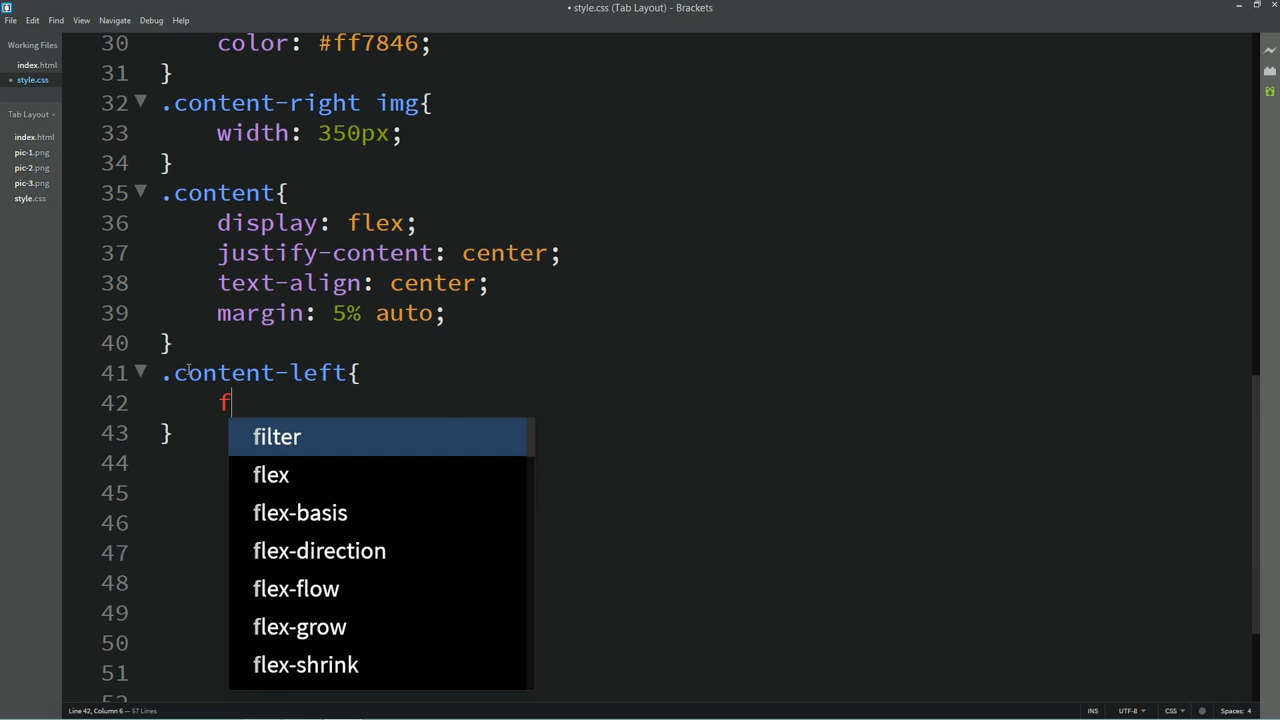 • style.css (Tab Layout) - Brackets
File Edit Find View Navigate Debug Help
Working Files
index.html
• style.css
Tab Layout
index.html
pic-1.png
pic-2.png
pic-3.png
style.css
30 color: #ff7846;
31 }
32 .content-right img{
33 width: 350px;
34 }
35 .content{
36 display: flex;
37 justify-content: center;
38 text-align: center;
39 margin: 5% auto;
40 }
41 .content-left{
42 f
43 }
44
45
46
47
48
49
50
51
52
filter
flex
flex-basis
flex-direction
flex-flow
flex-grow
flex-shrink
Line 42, Column 6 — 57 Lines
INS UTF-8 CSS Spaces: 4